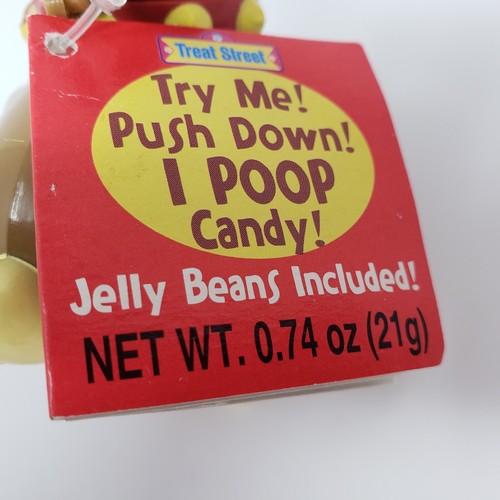 Treat Street
Try Me!
Push Down!
I POOP
Candy!
Jelly Beans Included!
NET WT. 0.74 oz (21g)